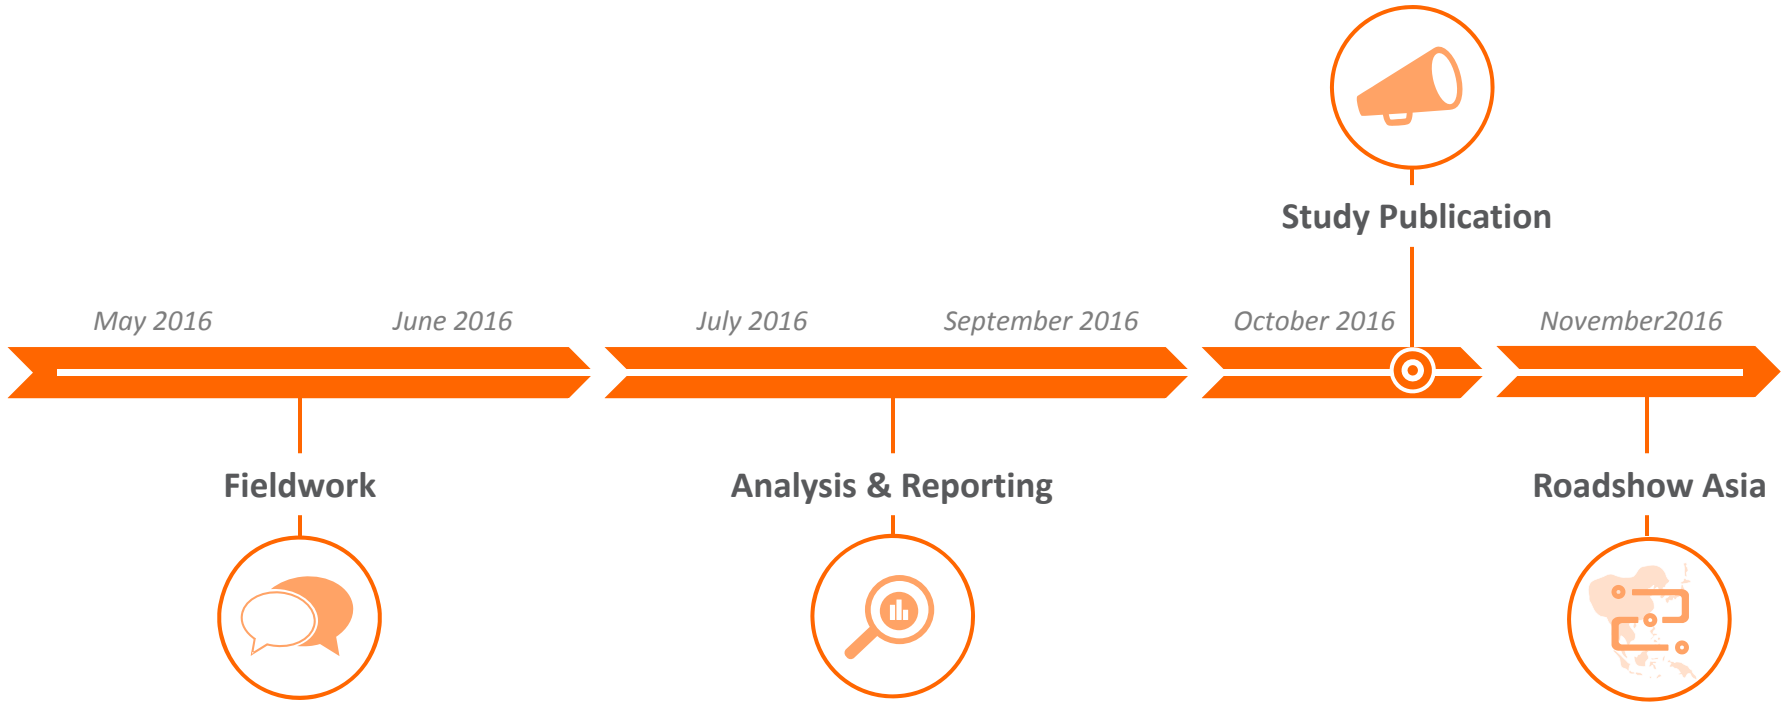 Study Publication
May 2016
June 2016
July 2016
September 2016
October 2016
November2016
Fieldwork
Analysis & Reporting
Roadshow Asia